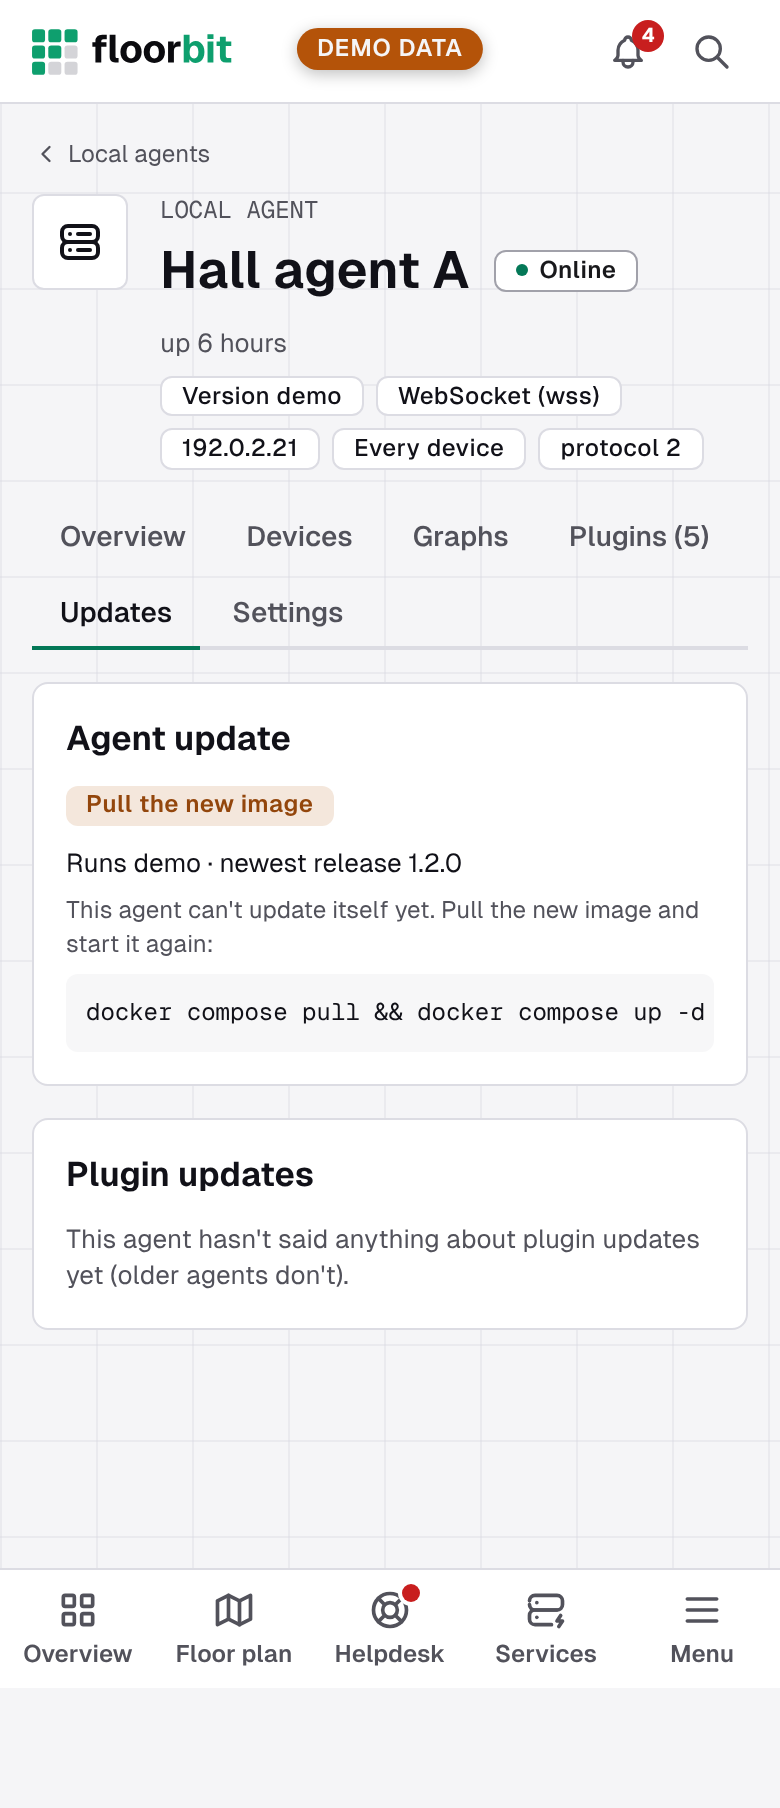 floorbit
DEMO DATA
4
Local agents
LOCAL AGENT
Hall agent A
Online
up 6 hours
Version demo
WebSocket (wss)
192.0.2.21
Every device
protocol 2
Overview
Devices
Graphs
Plugins (5)
Updates
Settings
Agent update
Pull the new image
Runs demo · newest release 1.2.0
This agent can't update itself yet. Pull the new image and
start it again:
docker compose pull && docker compose up -d
Plugin updates
This agent hasn't said anything about plugin updates
yet (older agents don't).
Overview
Floor plan
Helpdesk
Services
Menu